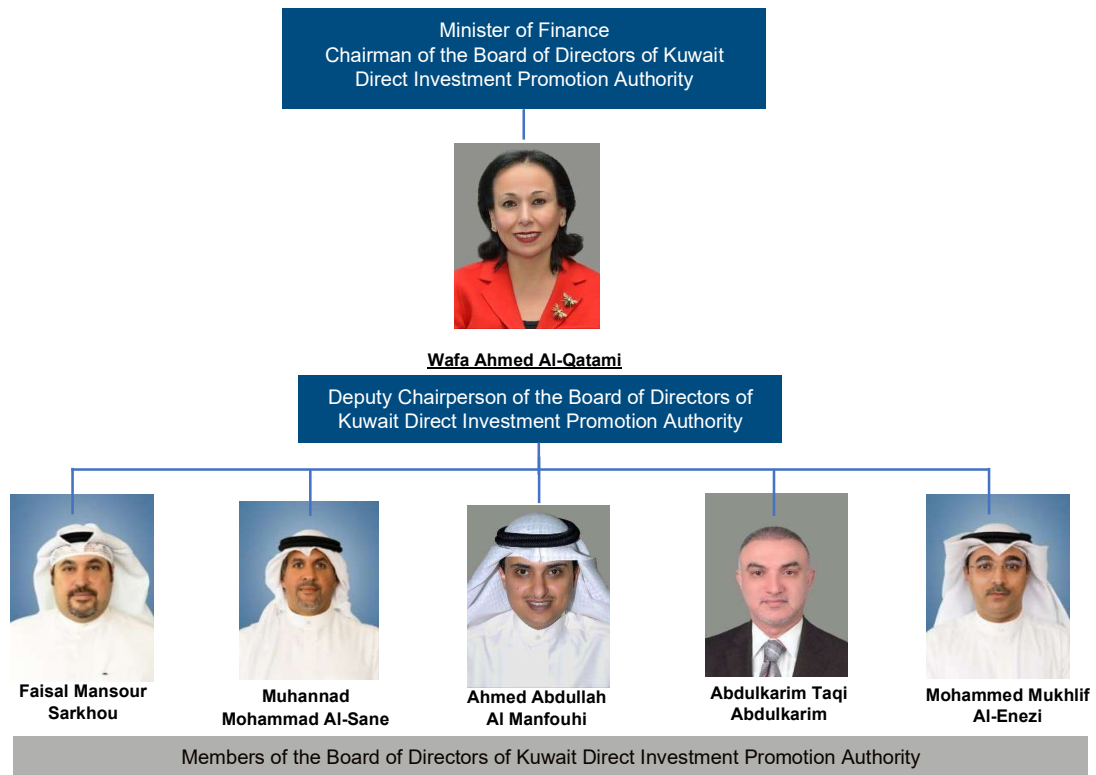 Minister of Finance
Chairman of the Board of Directors of Kuwait
Direct Investment Promotion Authority
Wafa Ahmed Al-Qatami
Deputy Chairperson of the Board of Directors of
Kuwait Direct Investment Promotion Authority
Faisal Mansour
Sarkhou
Muhannad
Mohammad Al-Sane
Ahmed Abdullah
Al Manfouhi
Abdulkarim Taqi
Abdulkarim
Mohammed Mukhlif
Al-Enezi
Members of the Board of Directors of Kuwait Direct Investment Promotion Authority